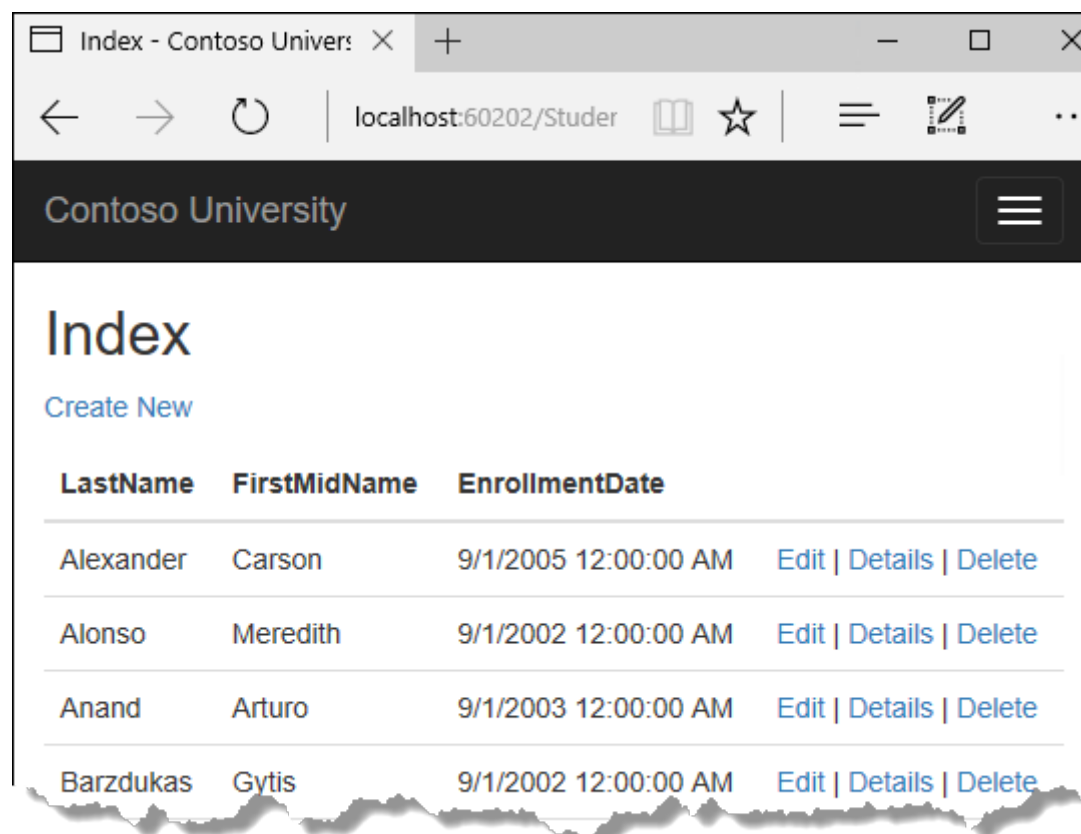 Index - Contoso Univers
localhost:60202/Studer
Contoso University
Index
Create New
LastName FirstMidName EnrollmentDate
Alexander Carson 9/1/2005 12:00:00 AM Edit | Details | Delete
Alonso Meredith 9/1/2002 12:00:00 AM Edit | Details | Delete
Anand Arturo 9/1/2003 12:00:00 AM Edit | Details | Delete
Barzdukas Gytis 9/1/2002 12:00:00 AM Edit | Details | Delete